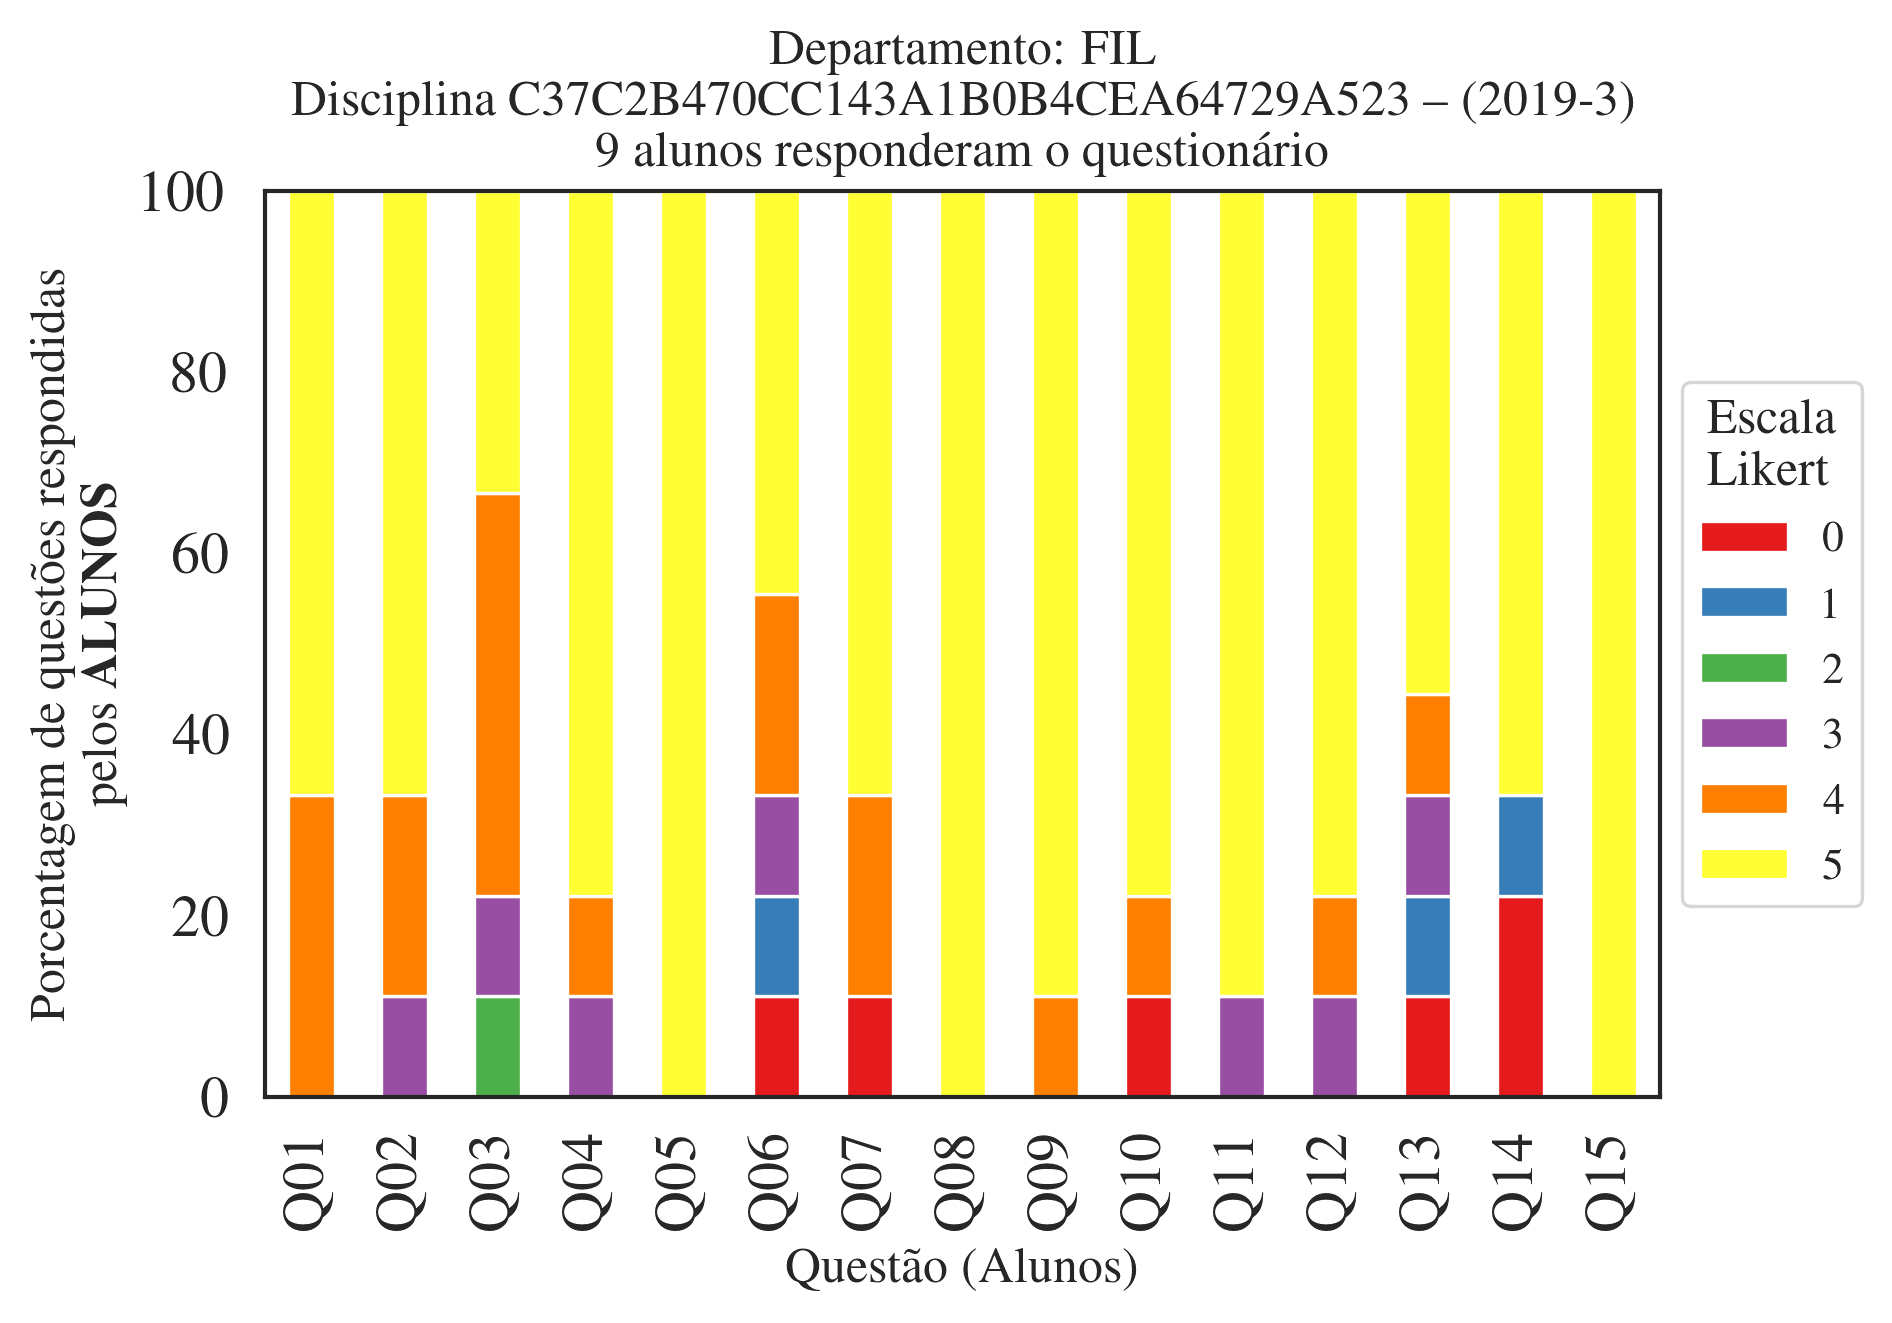 Departamento: FIL
Disciplina C37C2B470CC143A1B0B4CEA64729A523 – (2019-3)
9 alunos responderam o questionário
Porcentagem de questões respondidas
pelos ALUNOS
100
80
60
40
20
0
Q01
Q02
Q03
Q04
Q05
Q06
Q07
Q08
Q09
Q10
Q11
Q12
Q13
Q14
Q15
Questão (Alunos)
Escala
Likert
0
1
2
3
4
5